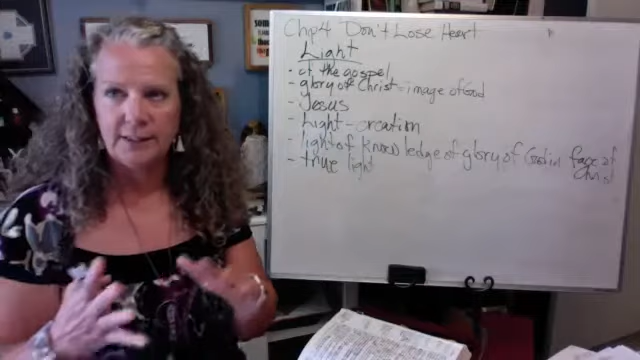 Chp 4 Don't Lose Heart
Light
- of the gospel
- glory of Christ = image of God
- Jesus
- Light - creation
- light of knowledge of glory of God in face of
Christ
- true light